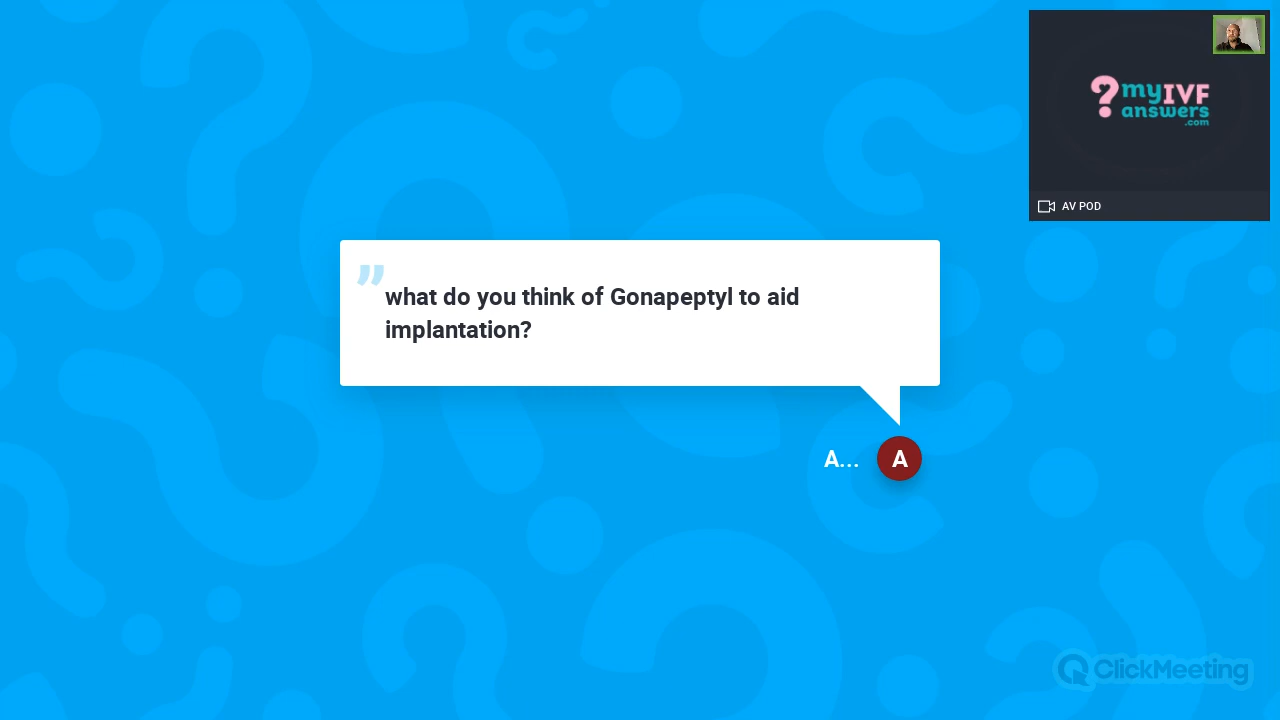 ?myIVF
answers
.com
AV POD
”
what do you think of Gonapeptyl to aid
implantation?
A... A
ClickMeeting